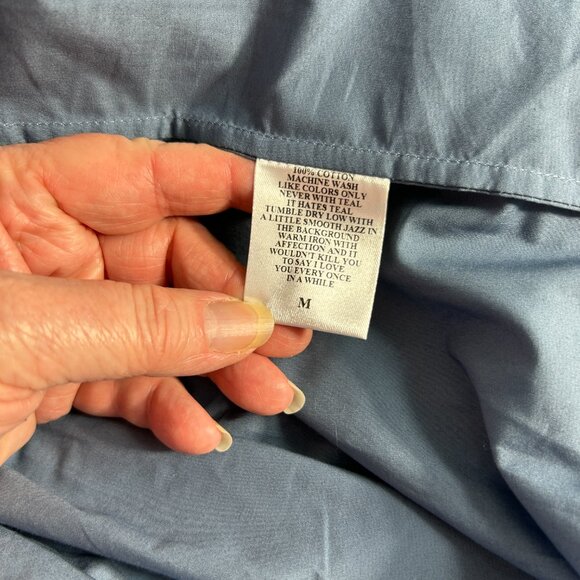 100% COTTON
MACHINE WASH
LIKE COLORS ONLY
NEVER WITH TEAL
IT HATES TEAL
TUMBLE DRY LOW WITH
A LITTLE SMOOTH JAZZ IN
THE BACKGROUND
WARM IRON WITH
AFFECTION AND IT
WOULDN'T KILL YOU
TO SAY I LOVE
YOU EVERY ONCE
IN A WHILE
M